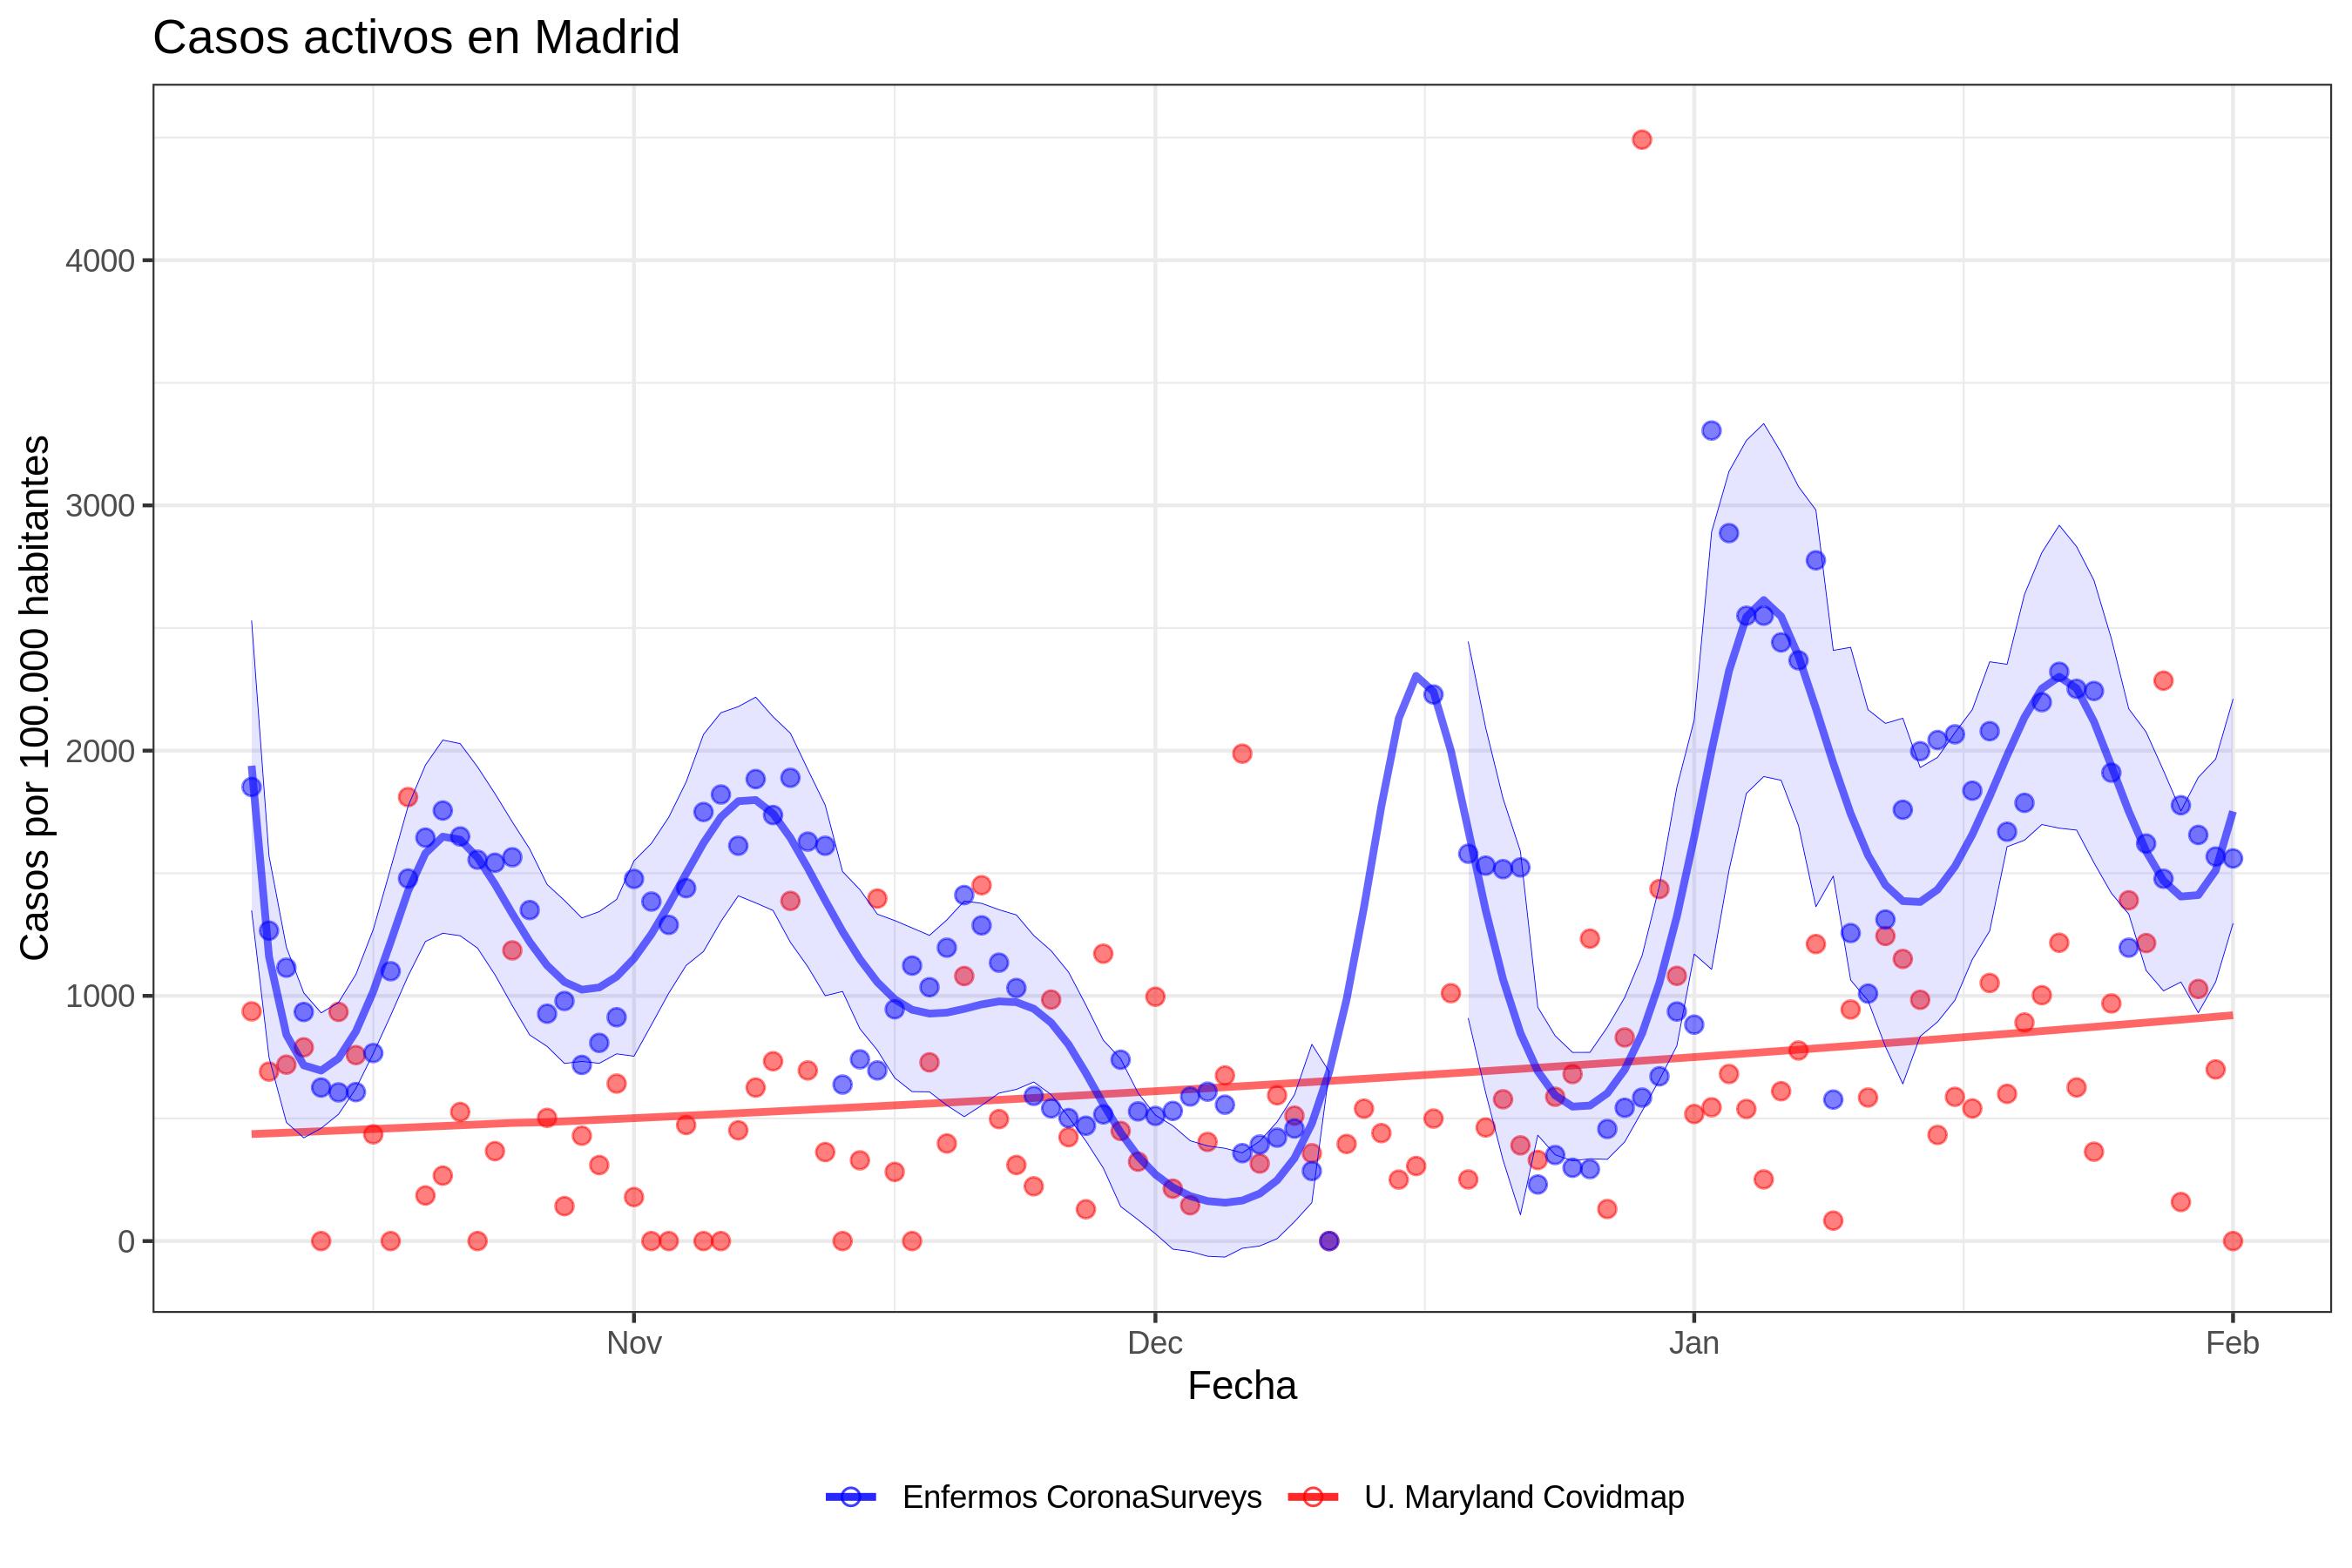 Casos activos en Madrid
Casos por 100.000 habitantes
4000
3000
2000
1000
0
Nov Dec Jan Feb
Fecha
Enfermos CoronaSurveys U. Maryland Covidmap